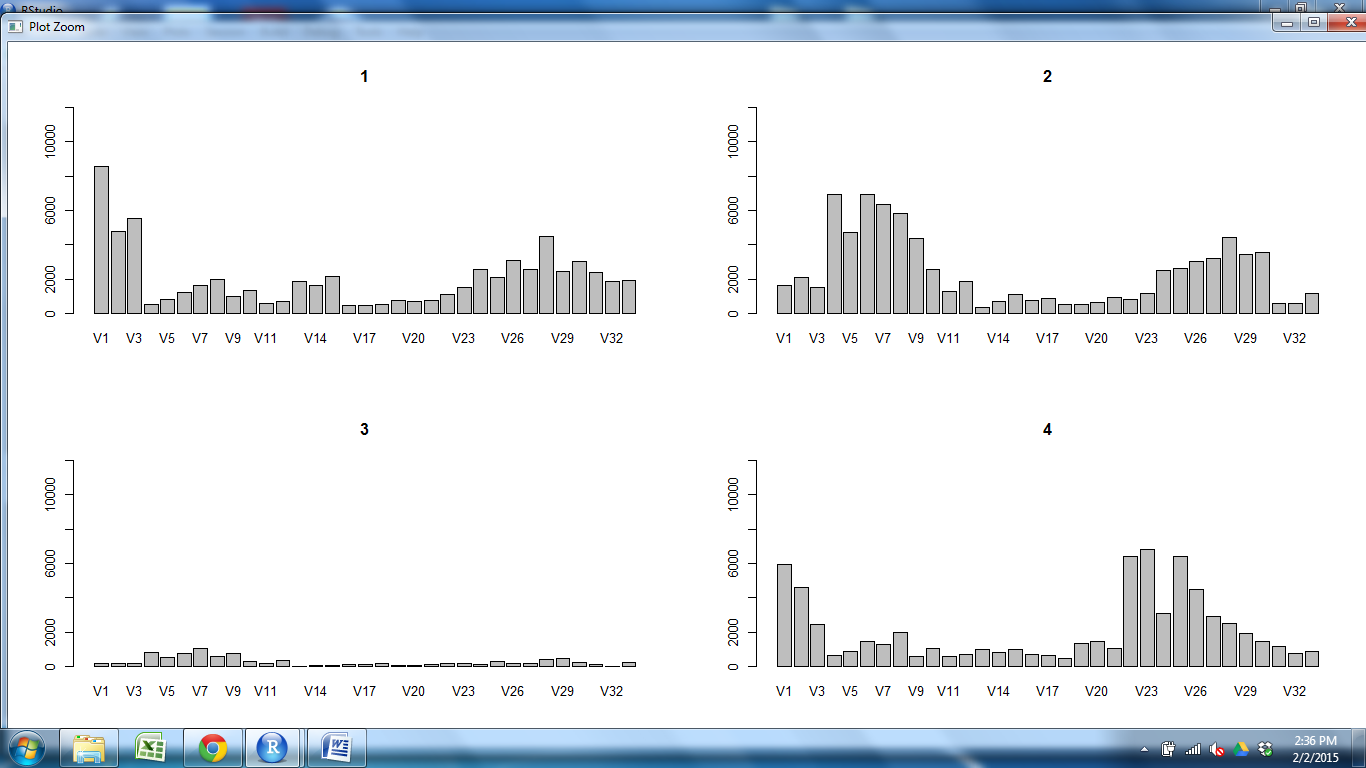 RStudio
Plot Zoom
1
0 2000 6000 10000
V1 V3 V5 V7 V9 V11 V14 V17 V20 V23 V26 V29 V32
2
0 2000 6000 10000
V1 V3 V5 V7 V9 V11 V14 V17 V20 V23 V26 V29 V32
3
0 2000 6000 10000
V1 V3 V5 V7 V9 V11 V14 V17 V20 V23 V26 V29 V32
4
0 2000 6000 10000
V1 V3 V5 V7 V9 V11 V14 V17 V20 V23 V26 V29 V32
R
W
2:36 PM
2/2/2015